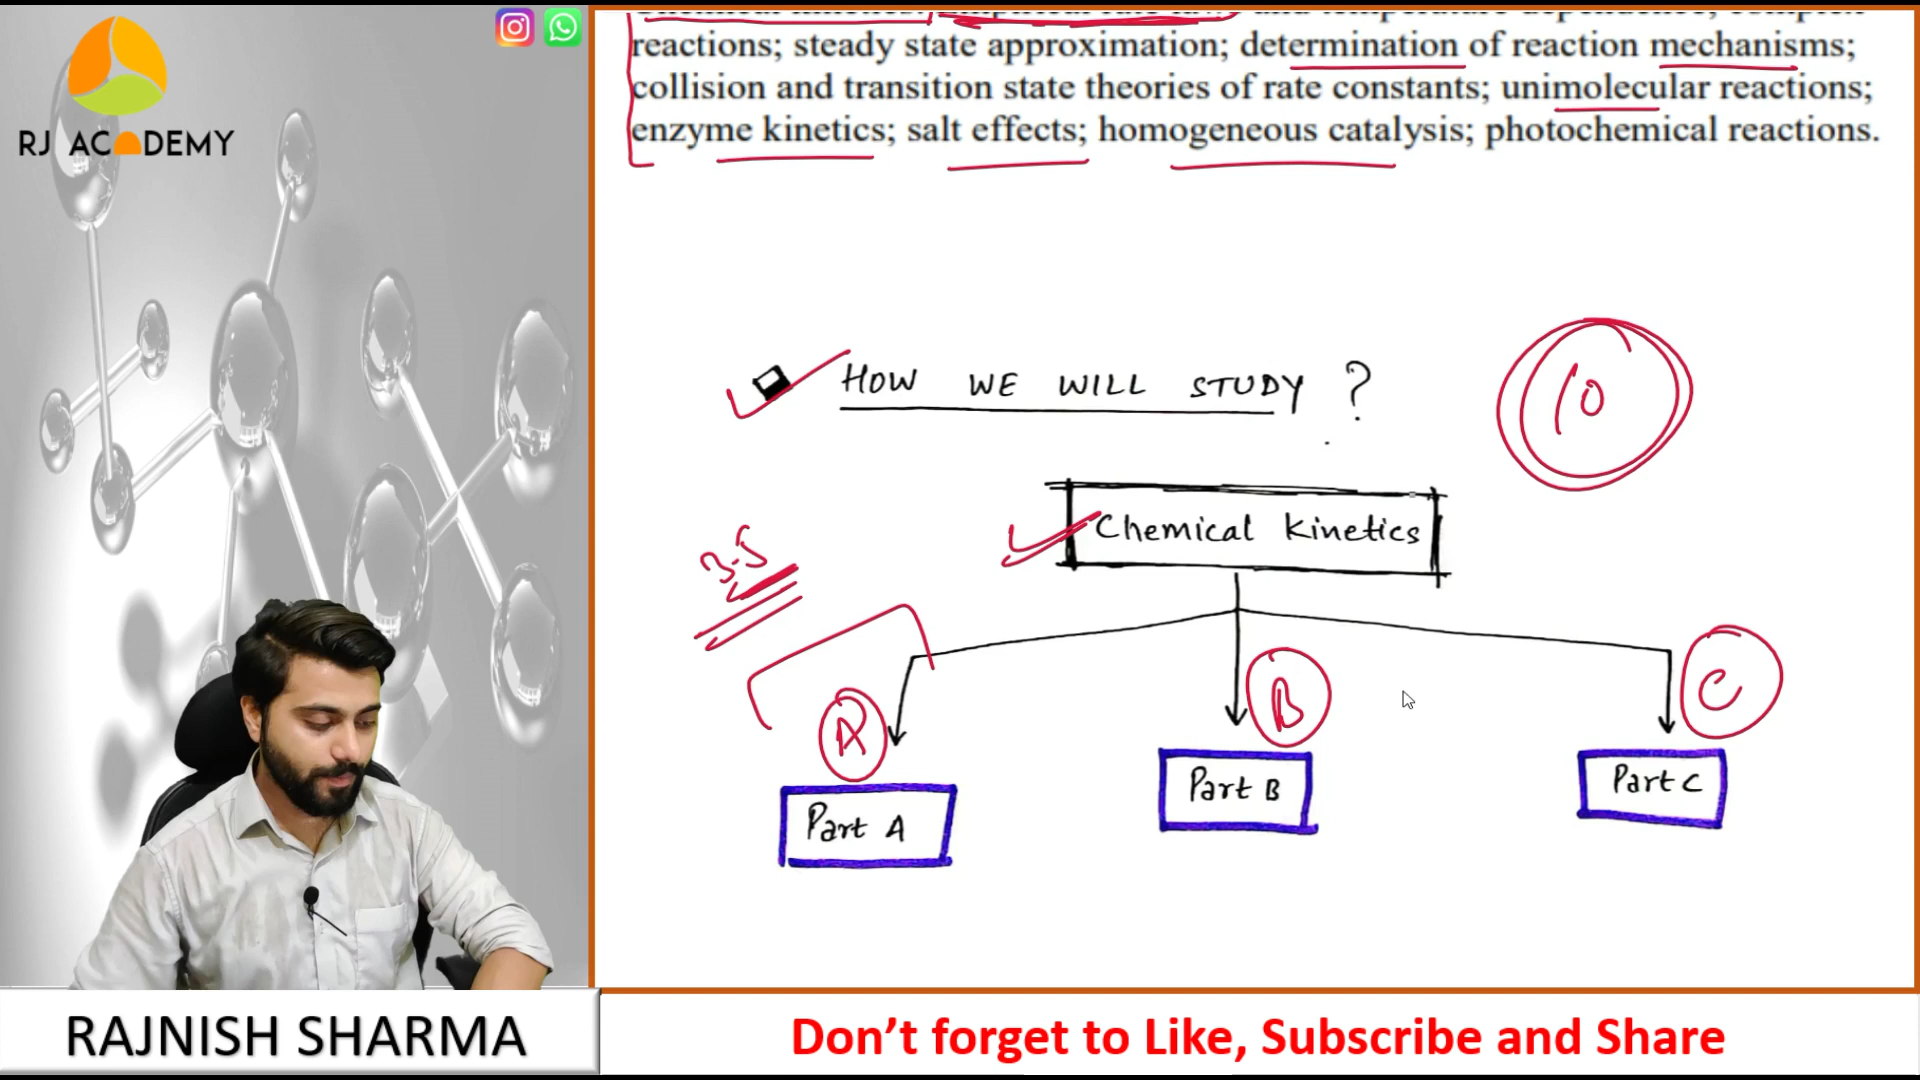 RJ ACADEMY
reactions; steady state approximation; determination of reaction mechanisms;
collision and transition state theories of rate constants; unimolecular reactions;
enzyme kinetics; salt effects; homogeneous catalysis; photochemical reactions.
HOW WE WILL STUDY ?
10
Chemical Kinetics
3-5
A
B
C
Part A
Part B
Part C
RAJNISH SHARMA
Don't forget to Like, Subscribe and Share